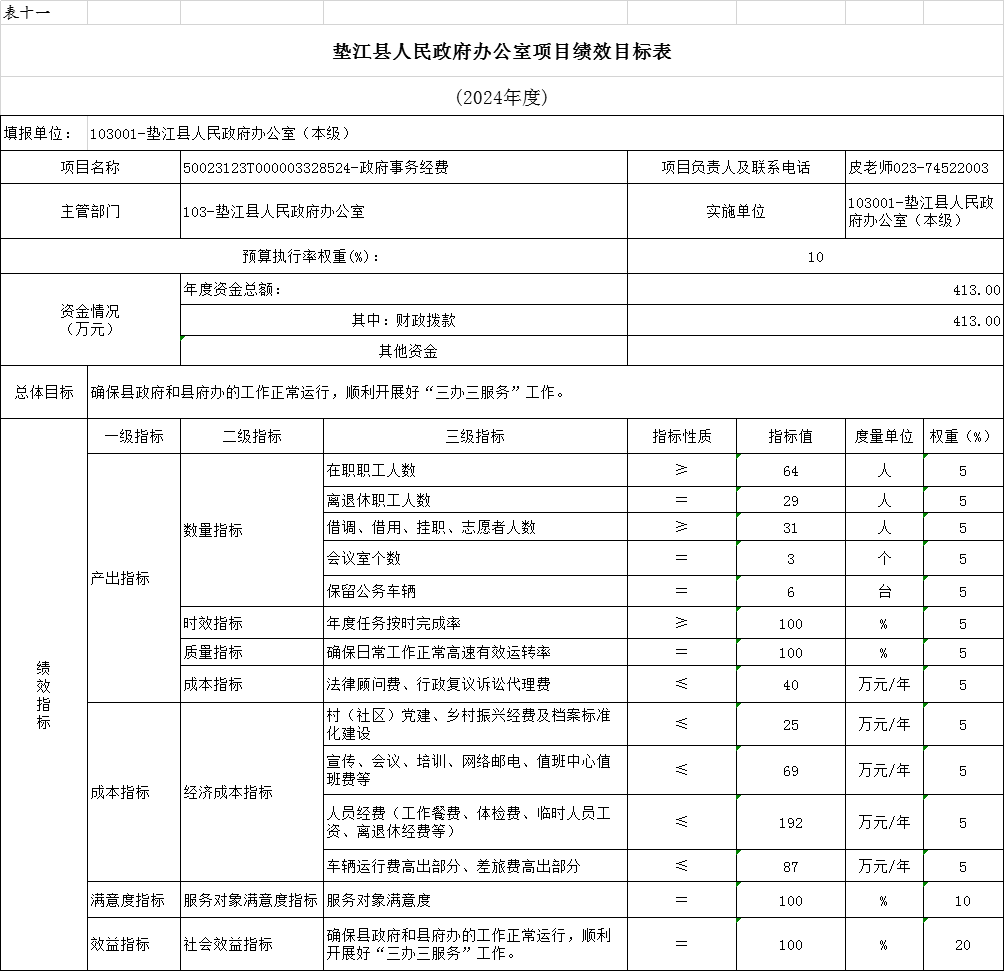 表十一
垫江县人民政府办公室项目绩效目标表
(2024年度)
填报单位： 103001-垫江县人民政府办公室（本级）
项目名称 50023123T000003328524-政府事务经费 项目负责人及联系电话 皮老师023-74522003
主管部门 103-垫江县人民政府办公室 实施单位 103001-垫江县人民政
府办公室（本级）
预算执行率权重(%)： 10
资金情况
（万元）
年度资金总额： 413.00
其中：财政拨款 413.00
其他资金
总体目标 确保县政府和县府办的工作正常运行，顺利开展好“三办三服务”工作。
绩
效
指
标
一级指标 二级指标 三级指标 指标性质 指标值 度量单位 权重（%）
产出指标 数量指标 在职职工人数 ≥ 64 人 5
离退休职工人数 ＝ 29 人 5
借调、借用、挂职、志愿者人数 ≥ 31 人 5
会议室个数 ＝ 3 个 5
保留公务车辆 ＝ 6 台 5
时效指标 年度任务按时完成率 ≥ 100 % 5
质量指标 确保日常工作正常高速有效运转率 ＝ 100 % 5
成本指标 法律顾问费、行政复议诉讼代理费 ≤ 40 万元/年 5
成本指标 经济成本指标 村（社区）党建、乡村振兴经费及档案标准
化建设 ≤ 25 万元/年 5
宣传、会议、培训、网络邮电、值班中心值
班费等 ≤ 69 万元/年 5
人员经费（工作餐费、体检费、临时人员工
资、离退休经费等） ≤ 192 万元/年 5
车辆运行费高出部分、差旅费高出部分 ≤ 87 万元/年 5
满意度指标 服务对象满意度指标 服务对象满意度 ＝ 100 % 10
效益指标 社会效益指标 确保县政府和县府办的工作正常运行，顺利
开展好“三办三服务”工作。 ＝ 100 % 20